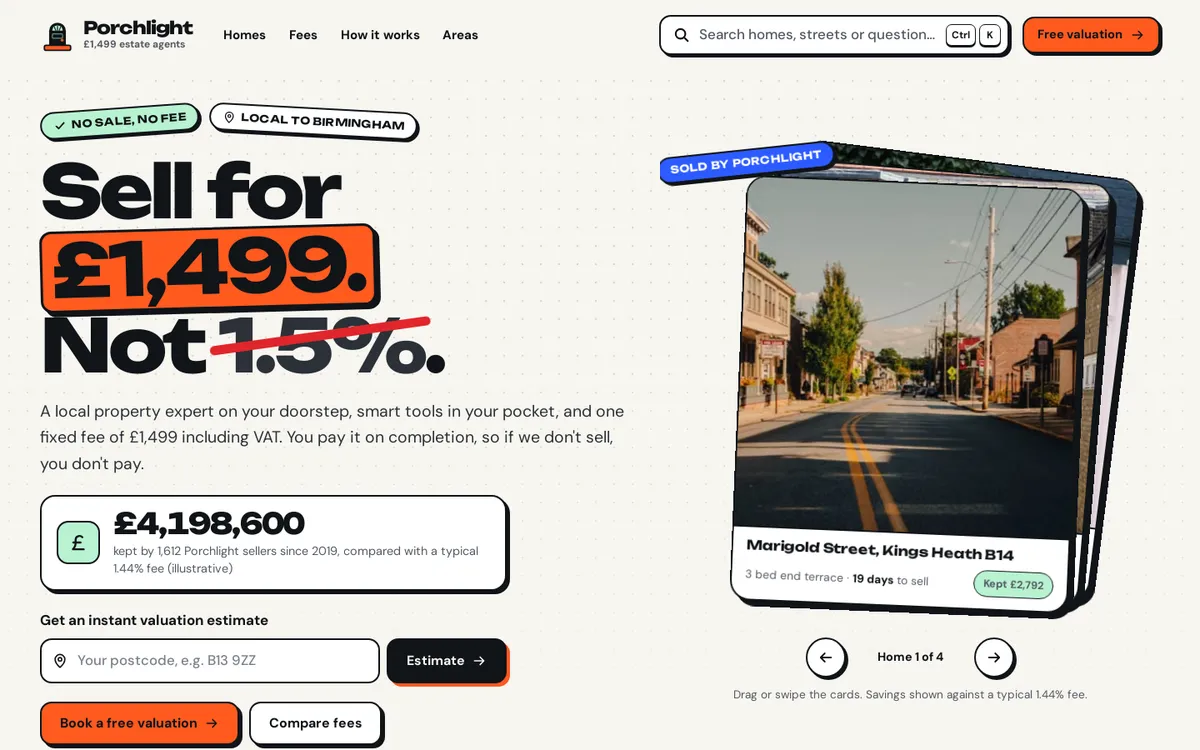 Porchlight
£1,499 estate agents
Homes
Fees
How it works
Areas
Search homes, streets or question...
Ctrl
K
Free valuation →
NO SALE, NO FEE
LOCAL TO BIRMINGHAM
Sell for
£1,499.
Not 1.5%.
A local property expert on your doorstep, smart tools in your pocket, and one
fixed fee of £1,499 including VAT. You pay it on completion, so if we don't sell,
you don't pay.
£
£4,198,600
kept by 1,612 Porchlight sellers since 2019, compared with a typical
1.44% fee (illustrative)
Get an instant valuation estimate
Your postcode, e.g. B13 9ZZ
Estimate →
Book a free valuation →
Compare fees
SOLD BY PORCHLIGHT
Marigold Street, Kings Heath B14
3 bed end terrace · 19 days to sell
Kept £2,792
← Home 1 of 4 →
Drag or swipe the cards. Savings shown against a typical 1.44% fee.